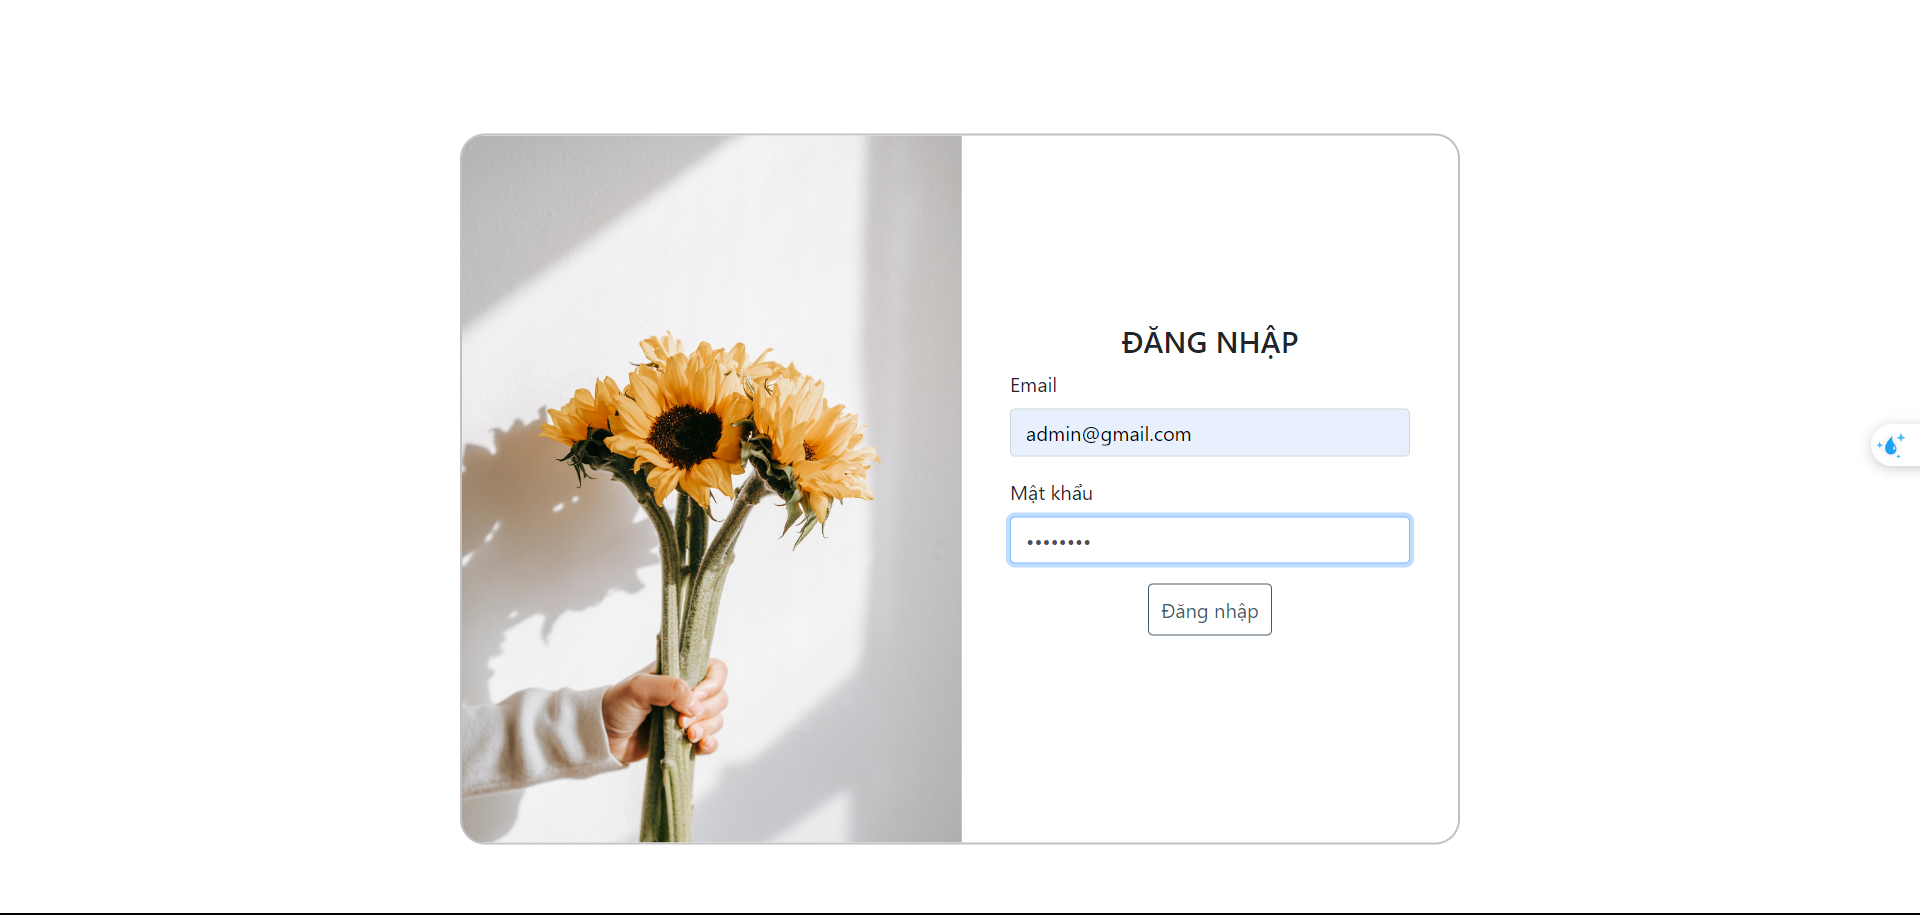 ĐĂNG NHẬP
Email
admin@gmail.com
Mật khẩu
••••••••
Đăng nhập